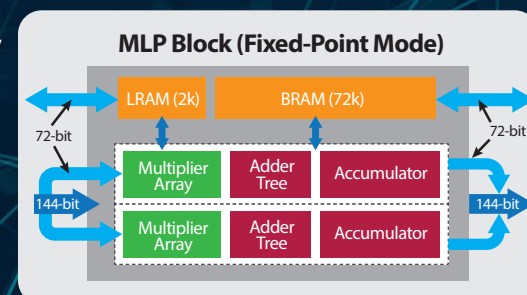 MLP Block (Fixed-Point Mode)
LRAM (2k)
BRAM (72k)
72-bit
72-bit
Multiplier
Array
Adder
Tree
Accumulator
144-bit
144-bit
Multiplier
Array
Adder
Tree
Accumulator